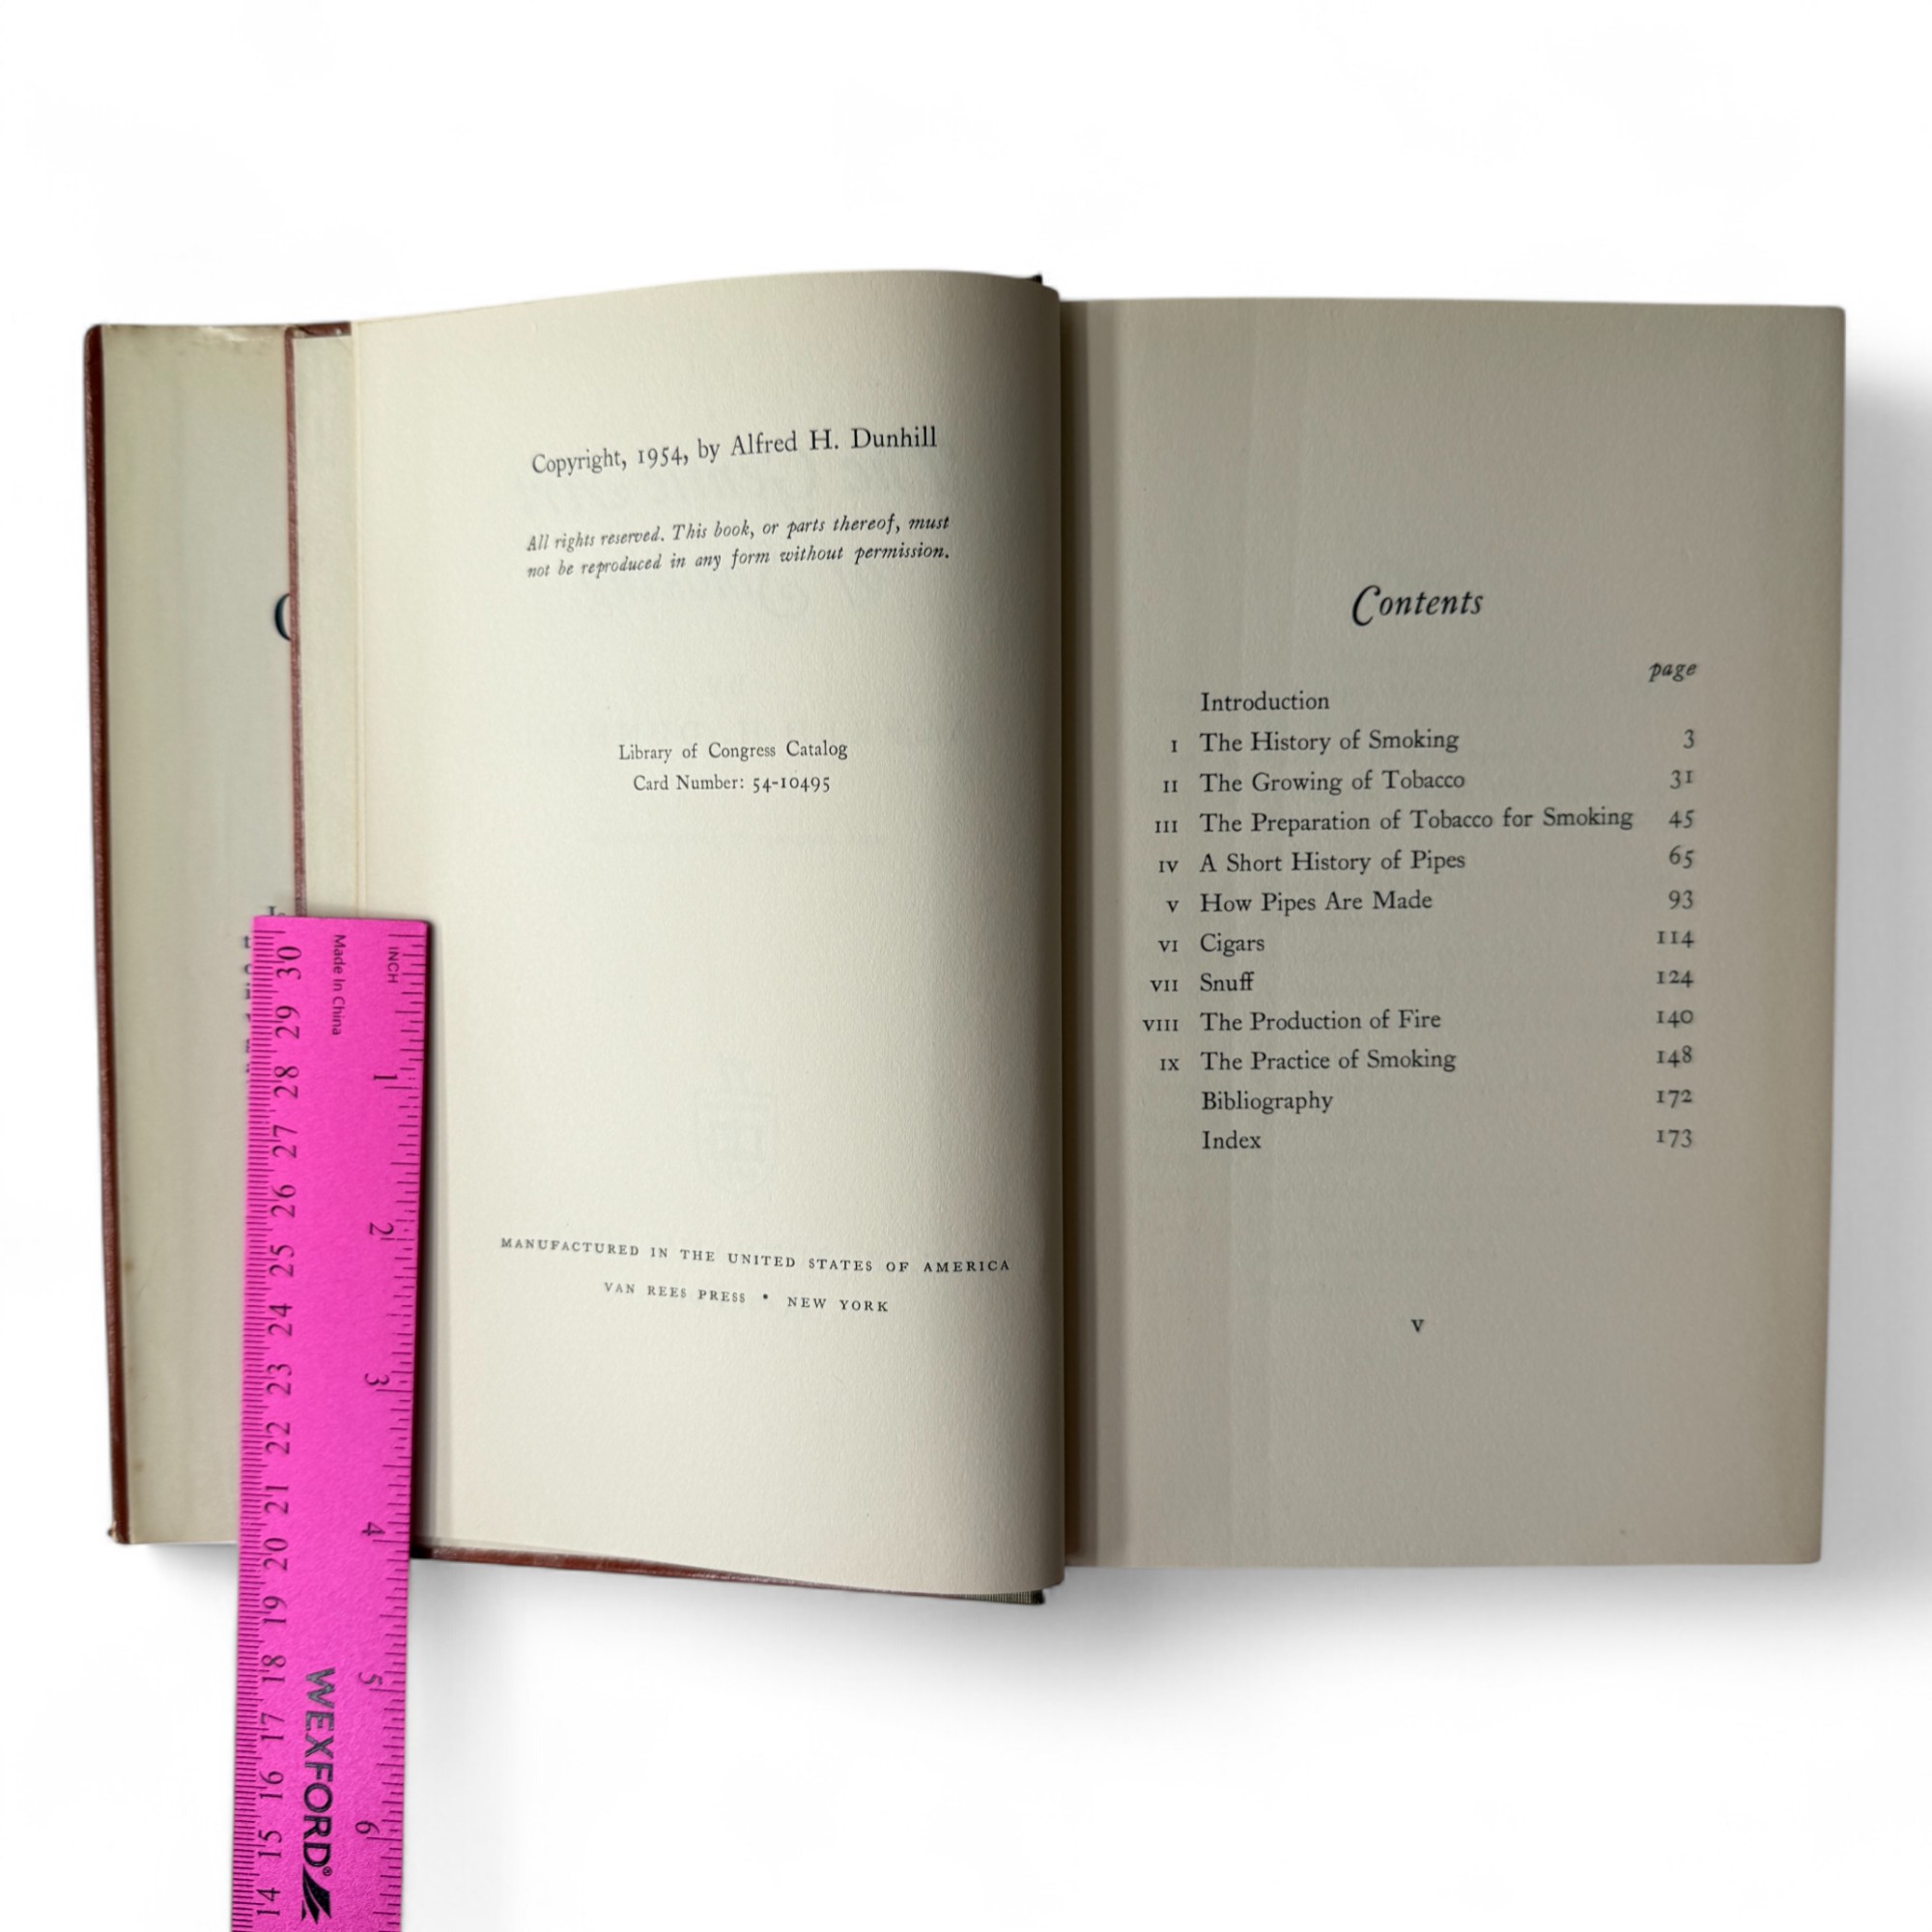 Copyright, 1954, by Alfred H. Dunhill
All rights reserved. This book, or parts thereof, must
not be reproduced in any form without permission.
Library of Congress Catalog
Card Number: 54-10495
MANUFACTURED IN THE UNITED STATES OF AMERICA
VAN REES PRESS • NEW YORK
Contents
page
Introduction
I The History of Smoking 3
II The Growing of Tobacco 31
III The Preparation of Tobacco for Smoking 45
IV A Short History of Pipes 65
V How Pipes Are Made 93
VI Cigars 114
VII Snuff 124
VIII The Production of Fire 140
IX The Practice of Smoking 148
Bibliography 172
Index 173
v
INCH
1 2 3 4 5 6
Made In China
WEXFORD®
30 29 28 27 26 25 24 23 22 21 20 19 18 17 16 15 14